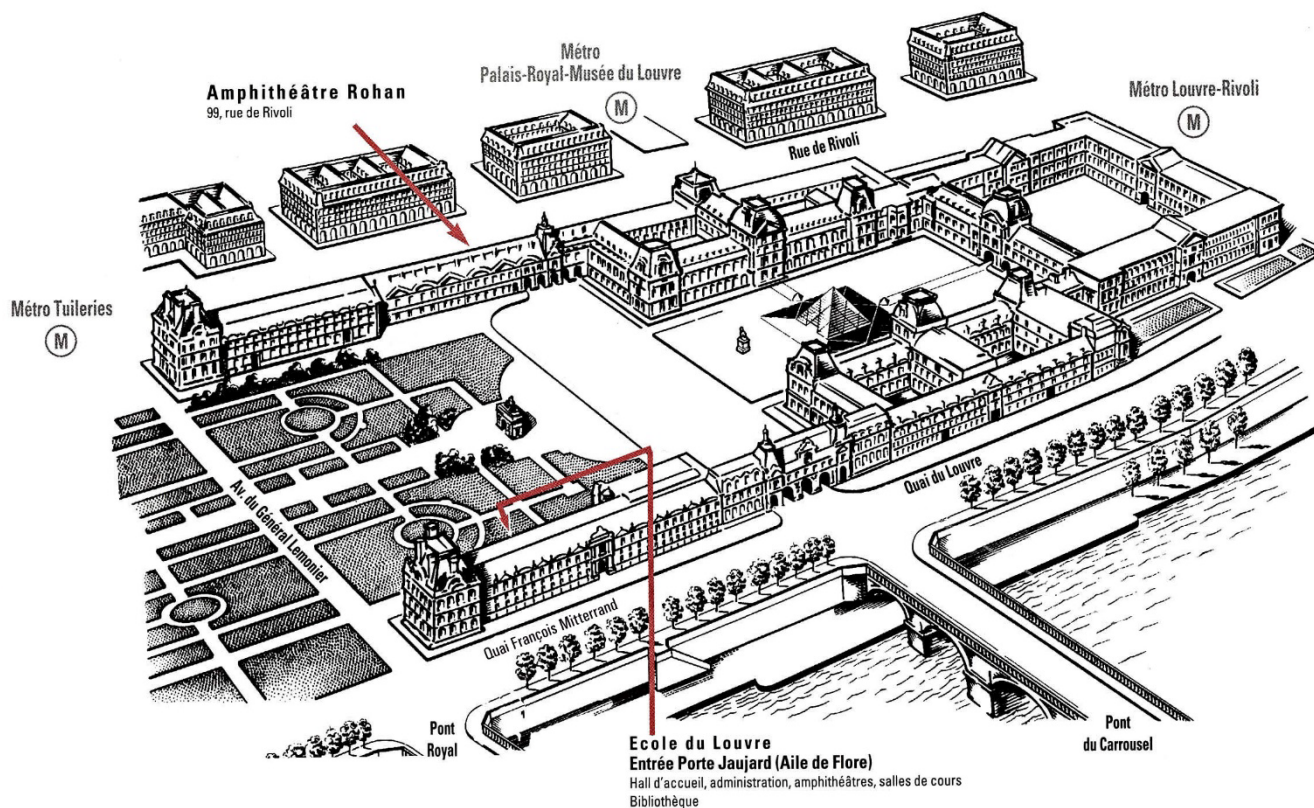 Métro
Palais-Royal-Musée du Louvre
M
Amphithéâtre Rohan
99, rue de Rivoli
Métro Louvre-Rivoli
M
Rue de Rivoli
Métro Tuileries
M
Av. du Général Lemonier
Quai du Louvre
Quai François Mitterrand
Pont
Royal
Pont
du Carrousel
Ecole du Louvre
Entrée Porte Jaujard (Aile de Flore)
Hall d'accueil, administration, amphithéâtres, salles de cours
Bibliothèque